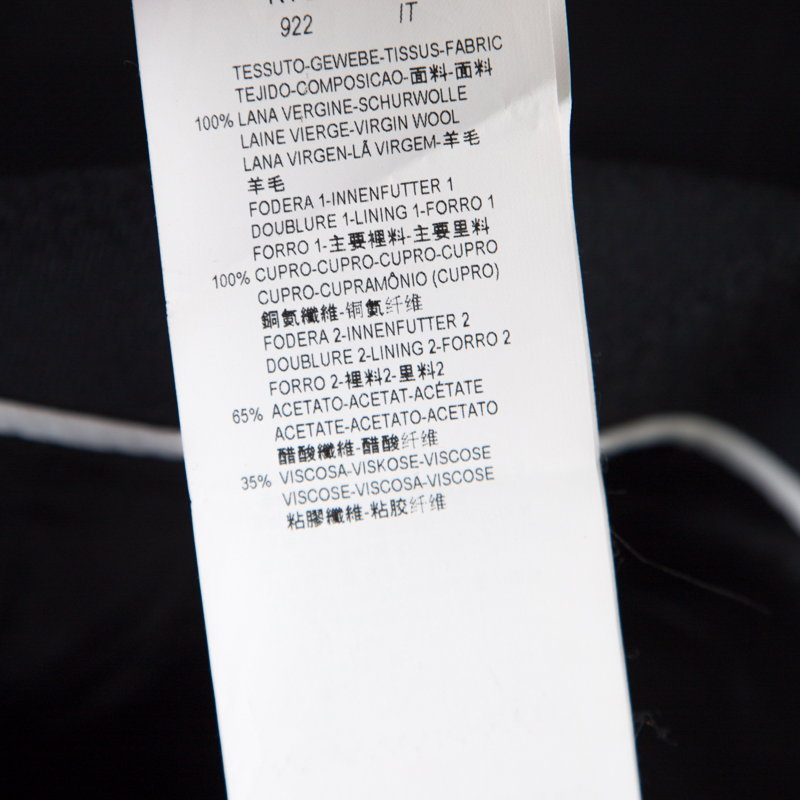 922 IT
TESSUTO-GEWEBE-TISSUS-FABRIC
TEJIDO-COMPOSICAO-面料-面料
100% LANA VERGINE-SCHURWOLLE
LAINE VIERGE-VIRGIN WOOL
LANA VIRGEN-LÃ VIRGEM-羊毛
羊毛
FODERA 1-INNENFUTTER 1
DOUBLURE 1-LINING 1-FORRO 1
FORRO 1-主要裡料-主要里料
100% CUPRO-CUPRO-CUPRO-CUPRO
CUPRO-CUPRAMÔNIO (CUPRO)
銅氨纖維-铜氨纤维
FODERA 2-INNENFUTTER 2
DOUBLURE 2-LINING 2-FORRO 2
FORRO 2-裡料2-里料2
65% ACETATO-ACETAT-ACÉTATE
ACETATE-ACETATO-ACETATO
醋酸纖維-醋酸纤维
35% VISCOSA-VISKOSE-VISCOSE
VISCOSE-VISCOSA-VISCOSE
粘膠纖維-粘胶纤维